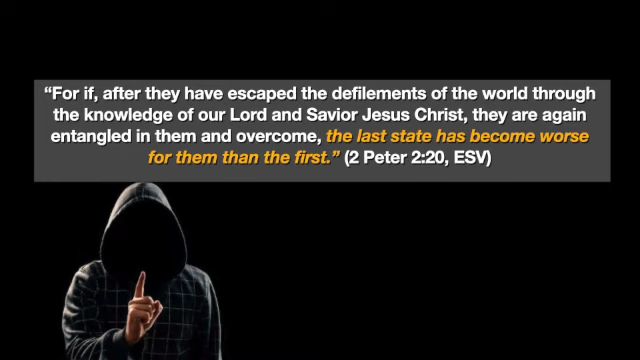 “For if, after they have escaped the defilements of the world through
the knowledge of our Lord and Savior Jesus Christ, they are again
entangled in them and overcome, the last state has become worse
for them than the first.” (2 Peter 2:20, ESV)